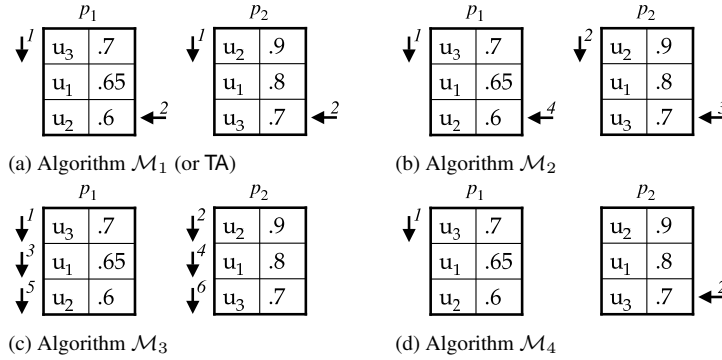 p1 p2 p1 p2
1 u3 .7 1 u2 .9 1 u3 .7 2 u2 .9
u1 .65 u1 .8 u1 .65 u1 .8
u2 .6 2 u3 .7 2 u2 .6 4 u3 .7 3
(a) Algorithm M1 (or TA) (b) Algorithm M2
p1 p2 p1 p2
1 u3 .7 2 u2 .9 1 u3 .7 u2 .9
3 u1 .65 4 u1 .8 u1 .65 u1 .8
5 u2 .6 6 u3 .7 u2 .6 u3 .7 2
(c) Algorithm M3 (d) Algorithm M4